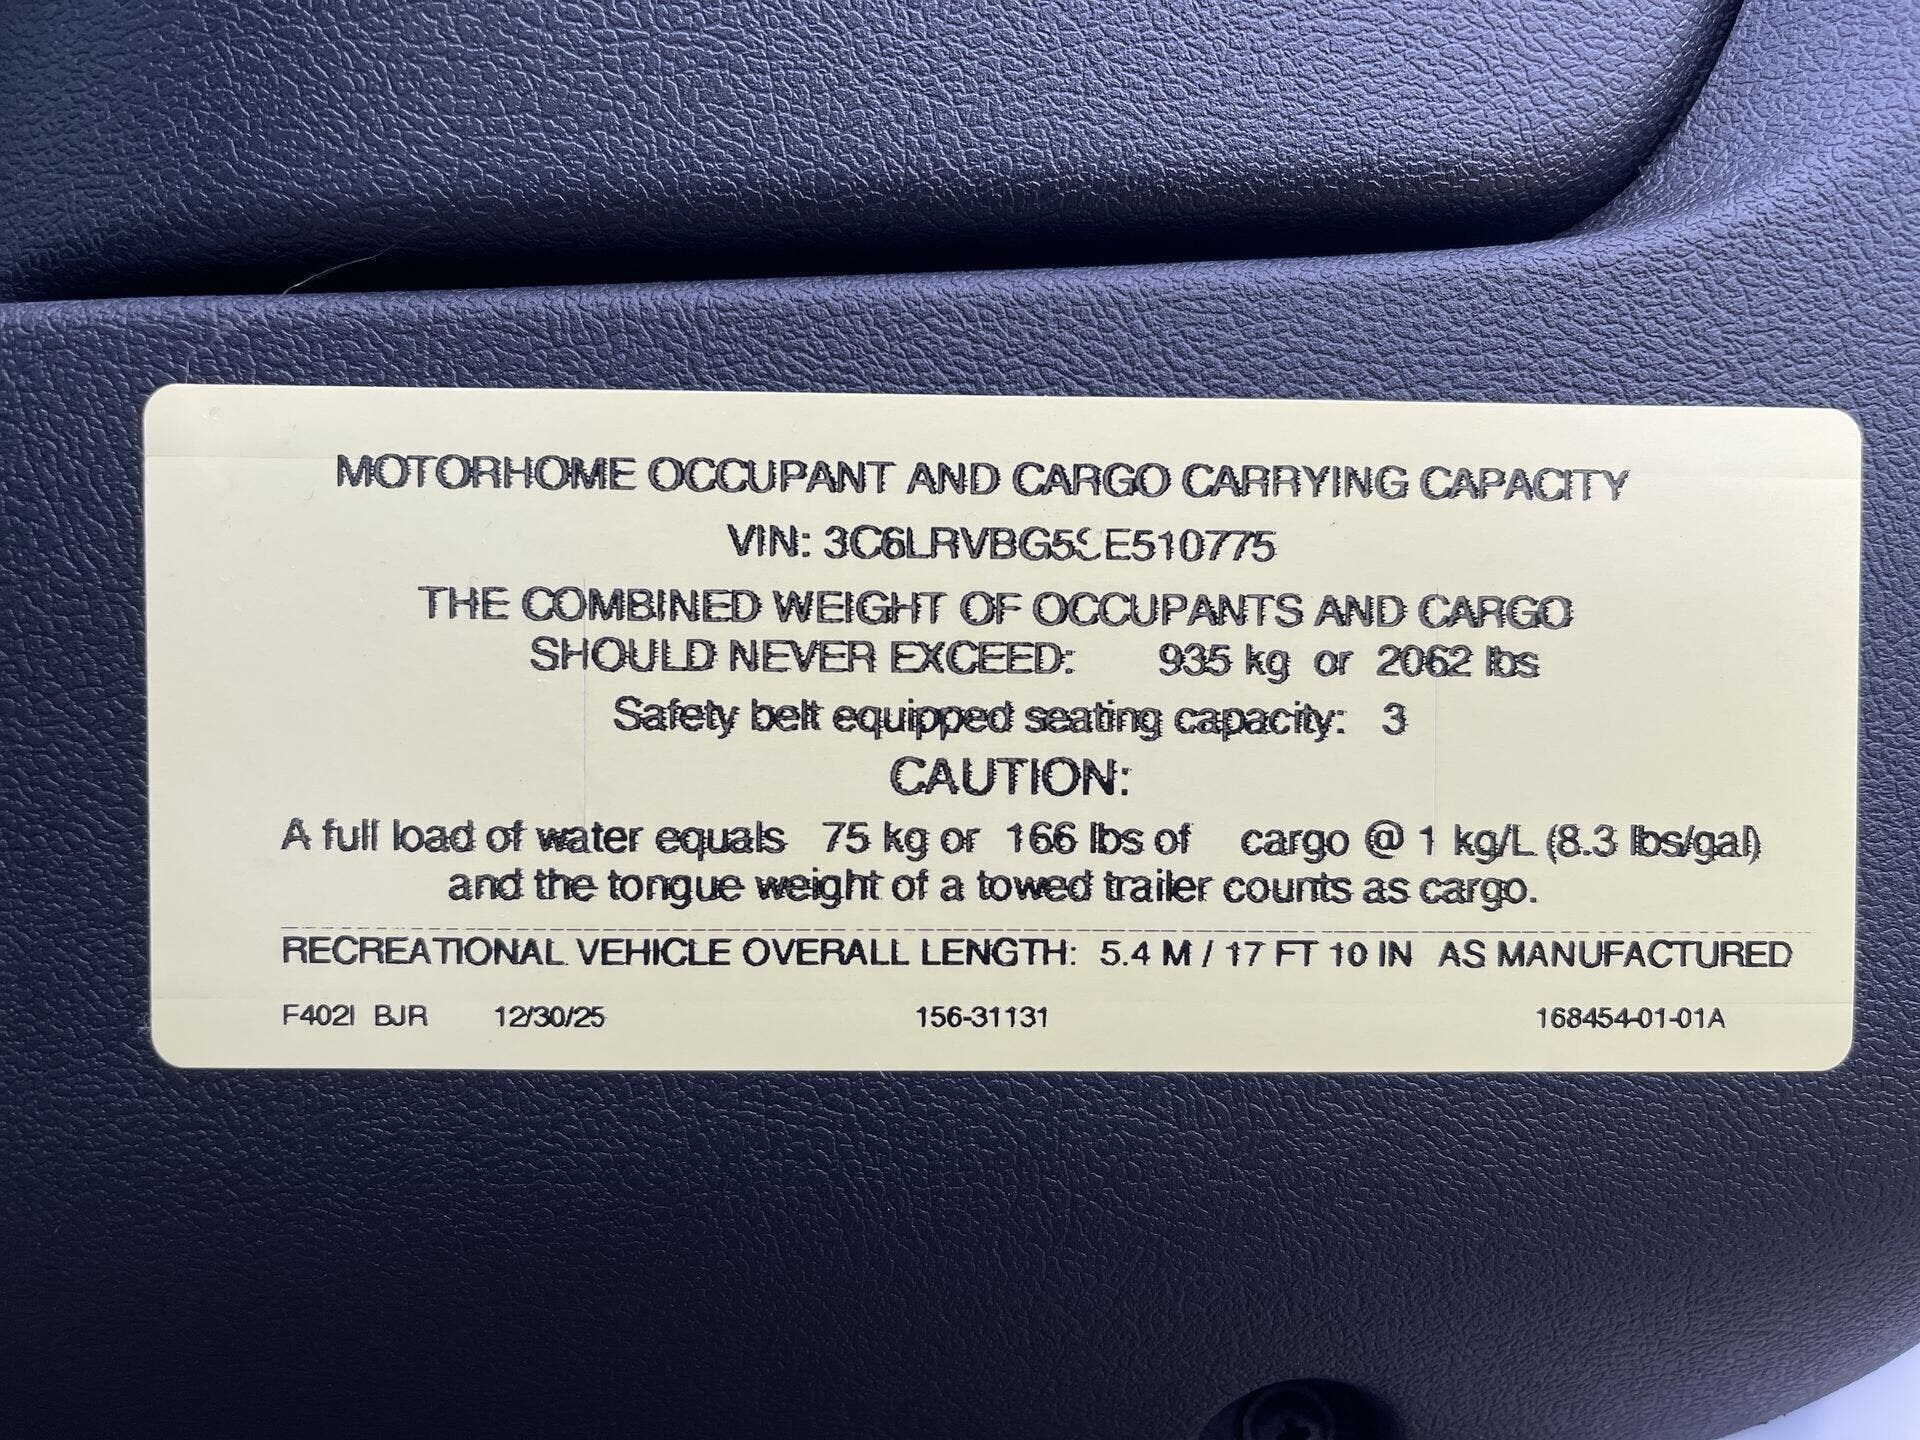 MOTORHOME OCCUPANT AND CARGO CARRYING CAPACITY
VIN: 3C6LRVBG5SE510775
THE COMBINED WEIGHT OF OCCUPANTS AND CARGO
SHOULD NEVER EXCEED: 935 kg or 2062 lbs
Safety belt equipped seating capacity: 3
CAUTION:
A full load of water equals 75 kg or 166 lbs of cargo @ 1 kg/L (8.3 lbs/gal)
and the tongue weight of a towed trailer counts as cargo.
RECREATIONAL VEHICLE OVERALL LENGTH: 5.4 M / 17 FT 10 IN AS MANUFACTURED
F402I BJR 12/30/25 156-31131 168454-01-01A